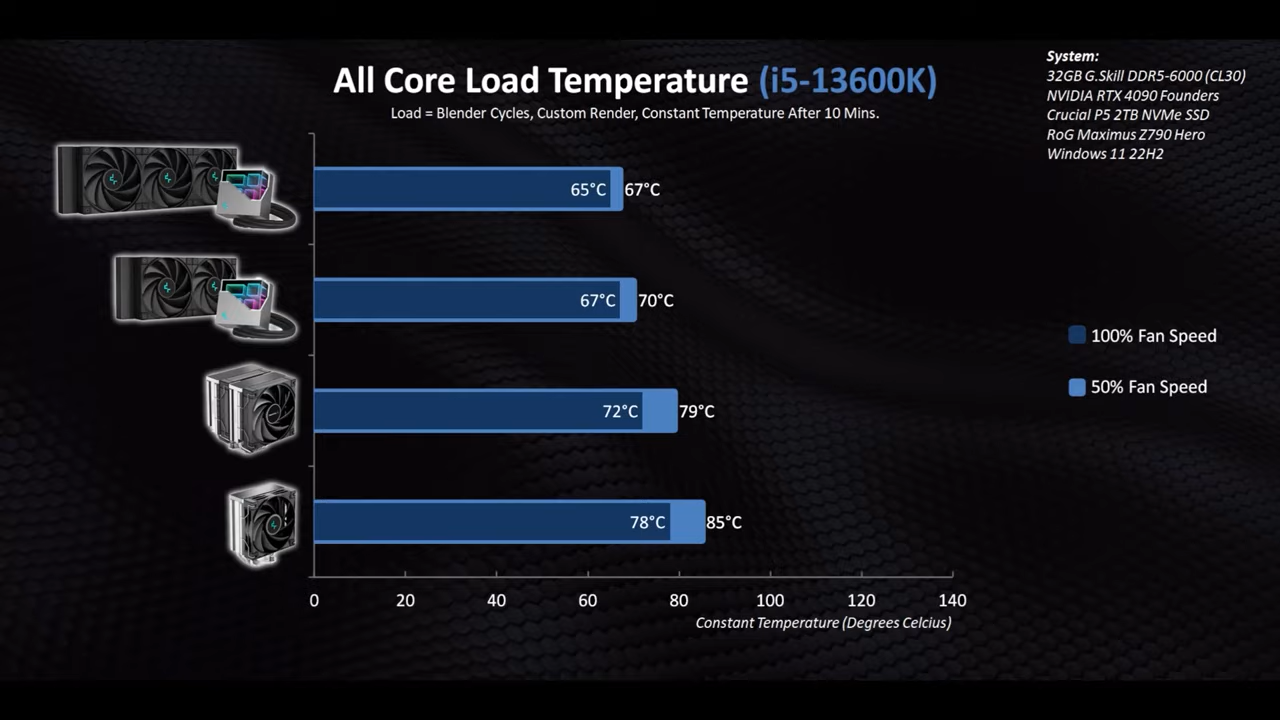 All Core Load Temperature (i5-13600K)
Load = Blender Cycles, Custom Render, Constant Temperature After 10 Mins.
System:
32GB G.Skill DDR5-6000 (CL30)
NVIDIA RTX 4090 Founders
Crucial P5 2TB NVMe SSD
RoG Maximus Z790 Hero
Windows 11 22H2
65°C 67°C
67°C 70°C
72°C 79°C
78°C 85°C
100% Fan Speed
50% Fan Speed
0 20 40 60 80 100 120 140
Constant Temperature (Degrees Celcius)